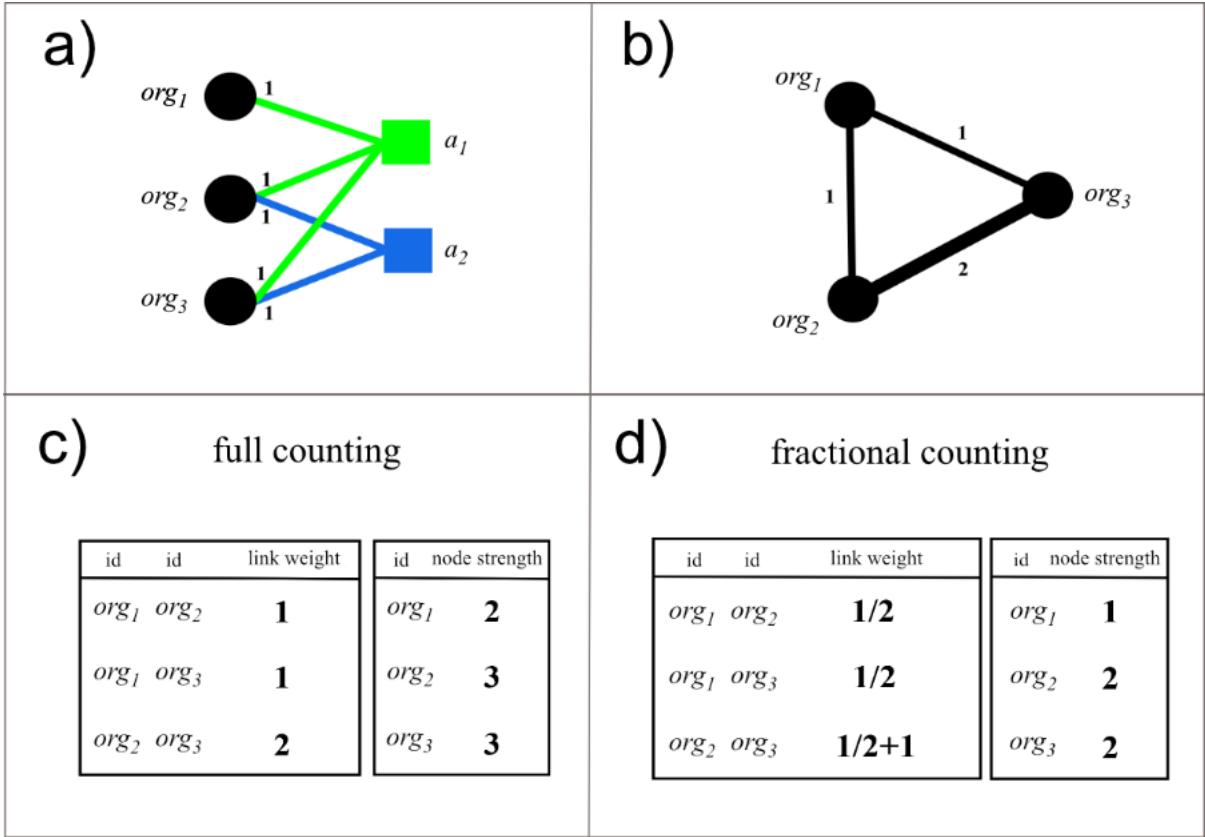 a)
org1
1
a1
org2
1
1
a2
org3
1
1
b)
org1
1
1
org3
2
org2
c) full counting
id id link weight
org1 org2 1
org1 org3 1
org2 org3 2
id node strength
org1 2
org2 3
org3 3
d) fractional counting
id id link weight
org1 org2 1/2
org1 org3 1/2
org2 org3 1/2+1
id node strength
org1 1
org2 2
org3 2